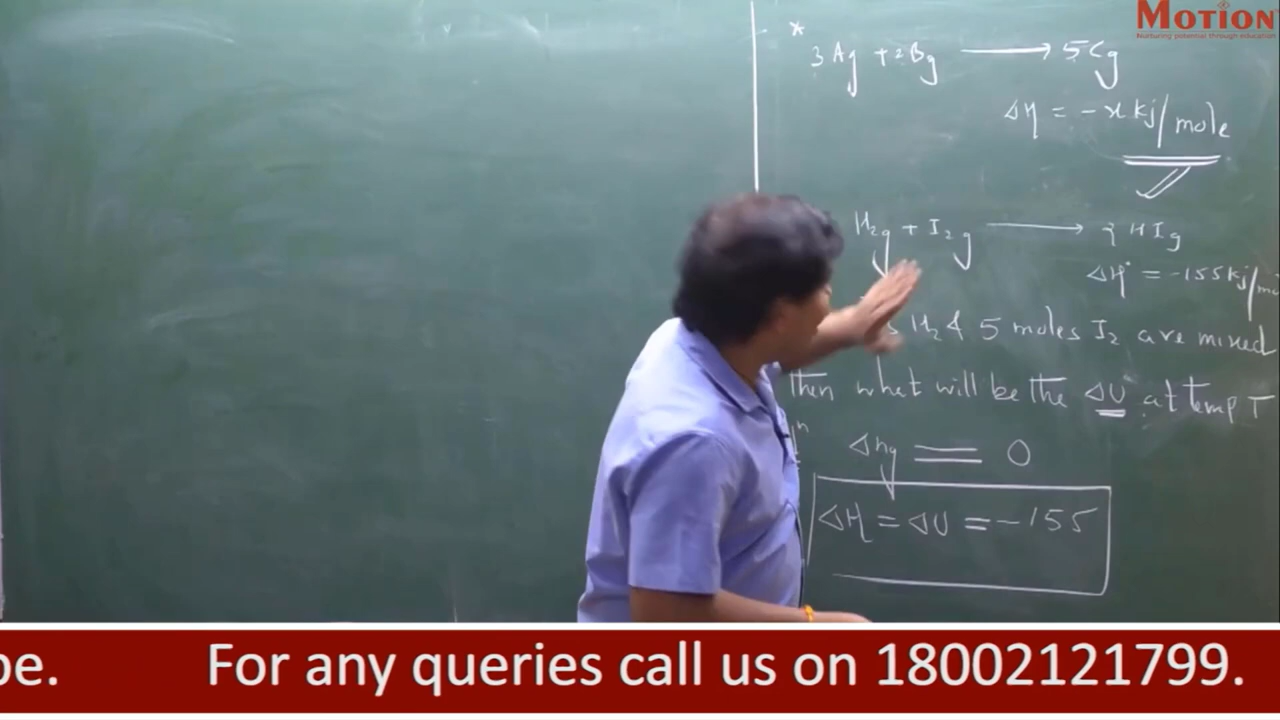 MOTION
Nurturing potential through education
* 3Ag + 2Bg ⟶ 5Cg
ΔH = -x kj/mole
H₂g + I₂g ⟶ 2HIg
ΔH° = -155kj/mo
s H₂ & 5 moles I₂ are mixed
Then what will be the ΔU at temp T
n
Δng = 0
ΔH = ΔU = -155
be. For any queries call us on 18002121799.